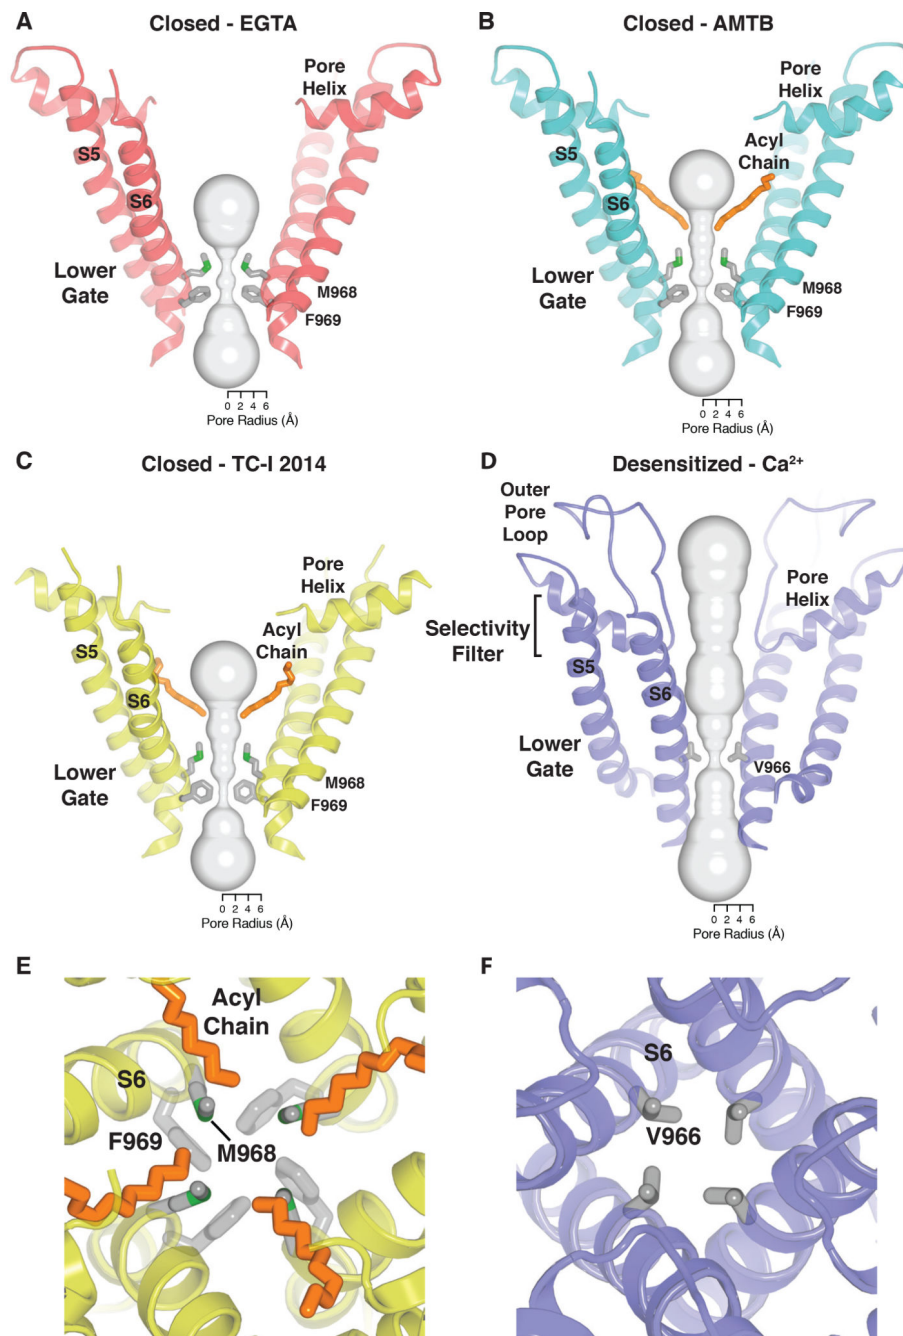 A
Closed - EGTA
Pore
Helix
S5
S6
Lower
Gate
M968
F969
0 2 4 6
Pore Radius (Å)
B
Closed - AMTB
Pore
Helix
Acyl
Chain
S5
S6
Lower
Gate
M968
F969
0 2 4 6
Pore Radius (Å)
C
Closed - TC-I 2014
Pore
Helix
Acyl
Chain
S5
S6
Lower
Gate
M968
F969
0 2 4 6
Pore Radius (Å)
D
Desensitized - Ca²⁺
Outer
Pore
Loop
Pore
Helix
Selectivity
Filter
S5
S6
Lower
Gate
V966
0 2 4 6
Pore Radius (Å)
E
Acyl
Chain
S6
F969
M968
F
S6
V966